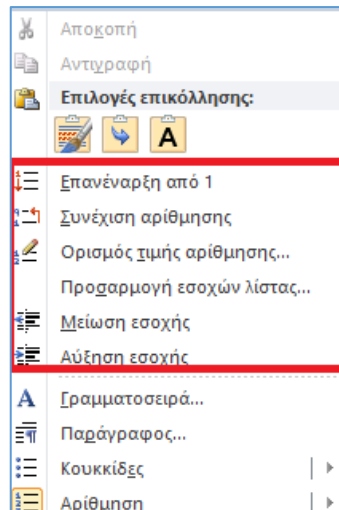 Αποκοπή
Αντιγραφή
Επιλογές επικόλλησης:
A
Επανέναρξη από 1
Συνέχιση αρίθμησης
Ορισμός τιμής αρίθμησης...
Προσαρμογή εσοχών λίστας...
Μείωση εσοχής
Αύξηση εσοχής
A Γραμματοσειρά...
Παράγραφος...
Κουκκίδες
Αρίθμηση